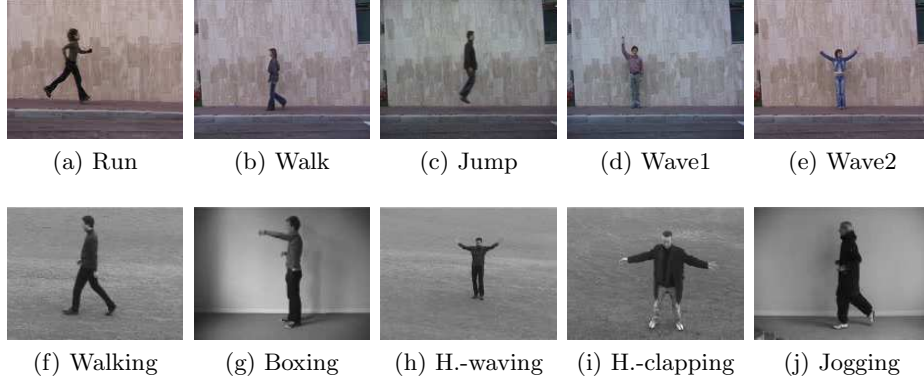 (a) Run (b) Walk (c) Jump (d) Wave1 (e) Wave2
(f) Walking (g) Boxing (h) H.-waving (i) H.-clapping (j) Jogging